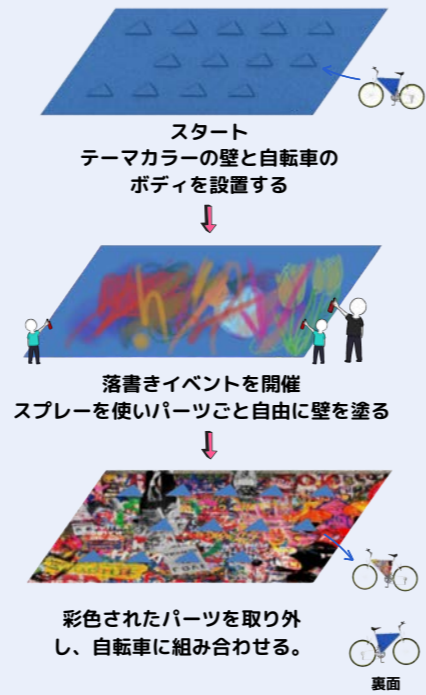 スタート
テーマカラーの壁と自転車の
ボディを設置する
落書きイベントを開催
スプレーを使いパーツごと自由に壁を塗る
彩色されたパーツを取り外
し、自転車に組み合わせる。
裏面